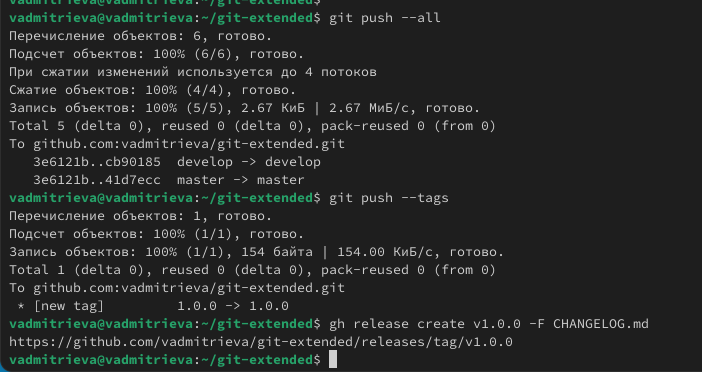 vadmitrieva@vadmitrieva:~/git-extended$
vadmitrieva@vadmitrieva:~/git-extended$ git push --all
Перечисление объектов: 6, готово.
Подсчет объектов: 100% (6/6), готово.
При сжатии изменений используется до 4 потоков
Сжатие объектов: 100% (4/4), готово.
Запись объектов: 100% (5/5), 2.67 КиБ | 2.67 МиБ/с, готово.
Total 5 (delta 0), reused 0 (delta 0), pack-reused 0 (from 0)
To github.com:vadmitrieva/git-extended.git
   3e6121b..cb90185  develop -> develop
   3e6121b..41d7ecc  master -> master
vadmitrieva@vadmitrieva:~/git-extended$ git push --tags
Перечисление объектов: 1, готово.
Подсчет объектов: 100% (1/1), готово.
Запись объектов: 100% (1/1), 154 байта | 154.00 КиБ/с, готово.
Total 1 (delta 0), reused 0 (delta 0), pack-reused 0 (from 0)
To github.com:vadmitrieva/git-extended.git
 * [new tag]         1.0.0 -> 1.0.0
vadmitrieva@vadmitrieva:~/git-extended$ gh release create v1.0.0 -F CHANGELOG.md
https://github.com/vadmitrieva/git-extended/releases/tag/v1.0.0
vadmitrieva@vadmitrieva:~/git-extended$